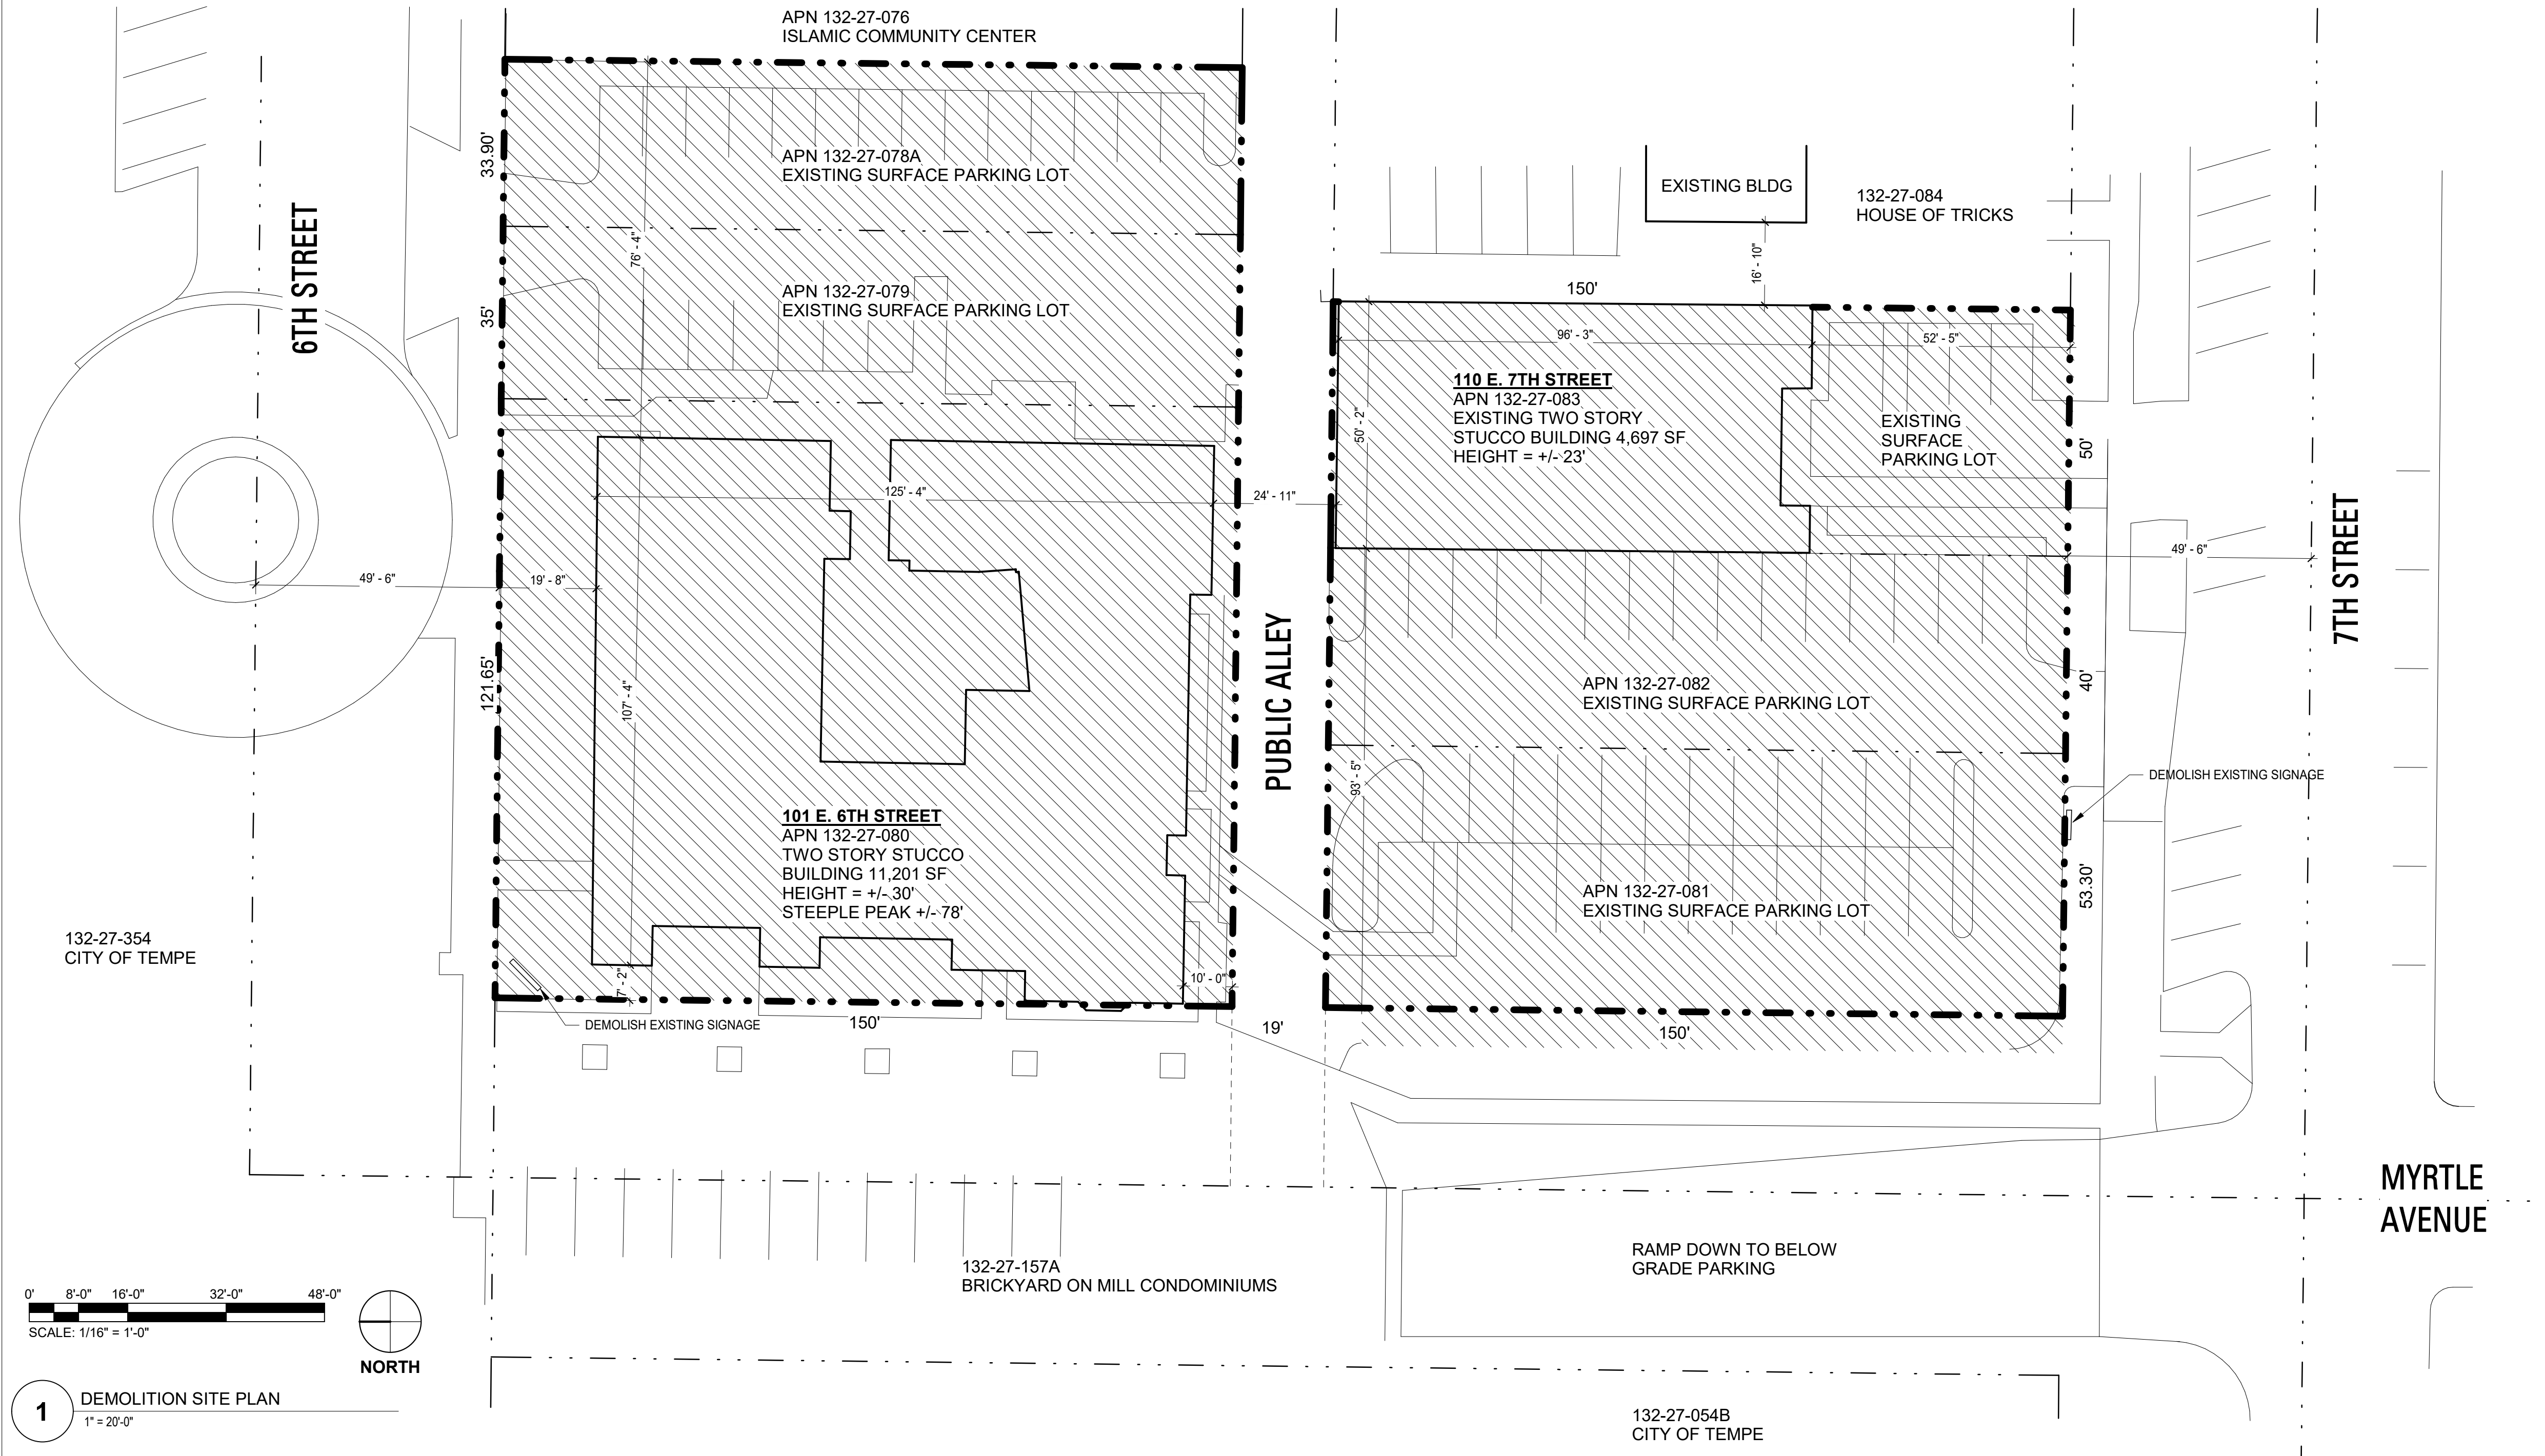 APN 132-27-076
ISLAMIC COMMUNITY CENTER
33.90'
APN 132-27-078A
EXISTING SURFACE PARKING LOT
76' - 4"
6TH STREET
35'
APN 132-27-079
EXISTING SURFACE PARKING LOT
EXISTING BLDG
132-27-084
HOUSE OF TRICKS
16' - 10"
150'
96' - 3"
52' - 5"
110 E. 7TH STREET
APN 132-27-083
EXISTING TWO STORY
STUCCO BUILDING 4,697 SF
HEIGHT = +/- 23'
50' - 2"
EXISTING
SURFACE
PARKING LOT
50'
125' - 4"
24' - 11"
49' - 6"
19' - 8"
49' - 6"
7TH STREET
121.65'
107' - 4"
PUBLIC ALLEY
APN 132-27-082
EXISTING SURFACE PARKING LOT
40'
93' - 5"
DEMOLISH EXISTING SIGNAGE
101 E. 6TH STREET
APN 132-27-080
TWO STORY STUCCO
BUILDING 11,201 SF
HEIGHT = +/- 30'
STEEPLE PEAK +/- 78'
APN 132-27-081
EXISTING SURFACE PARKING LOT
53.30'
132-27-354
CITY OF TEMPE
7' - 2"
10' - 0"
DEMOLISH EXISTING SIGNAGE
150'
19'
150'
MYRTLE
AVENUE
132-27-157A
BRICKYARD ON MILL CONDOMINIUMS
RAMP DOWN TO BELOW
GRADE PARKING
0' 8'-0" 16'-0" 32'-0" 48'-0"
SCALE: 1/16" = 1'-0"
NORTH
1
DEMOLITION SITE PLAN
1" = 20'-0"
132-27-054B
CITY OF TEMPE